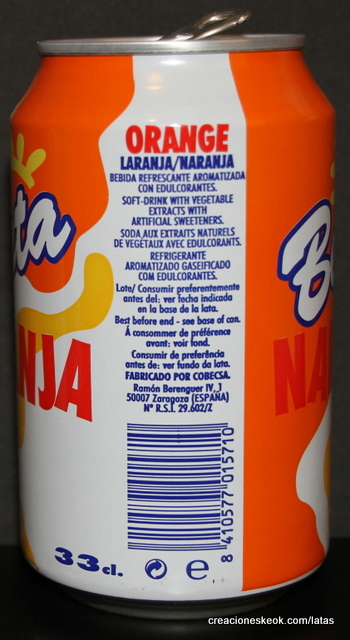 ORANGE
LARANJA/NARANJA
BEBIDA REFRESCANTE AROMATIZADA
CON EDULCORANTES.
SOFT-DRINK WITH VEGETABLE
EXTRACTS WITH
ARTIFICIAL SWEETENERS.
SODA AUX EXTRAITS NATURELS
DE VEGETAUX AVEC EDULCORANTS.
REFRIGERANTE
AROMATIZADO GASEIFICADO
COM EDULCORANTES.
Lote/ Consumir preferentemente
antes del: ver fecha indicada
en la base de la lata.
Best before end - see base of can.
À consommer de préférence
avant: voir fond.
Consumir de preferência
antes de: ver fundo da lata.
FABRICADO POR COBECSA.
Ramón Berenguer IV, 1
50007 Zaragoza (ESPAÑA)
Nº R.S.I. 29.602/Z
8 410577 015710
33cl.
e
ta
NJA
B
NA
creacioneskeok.com/latas